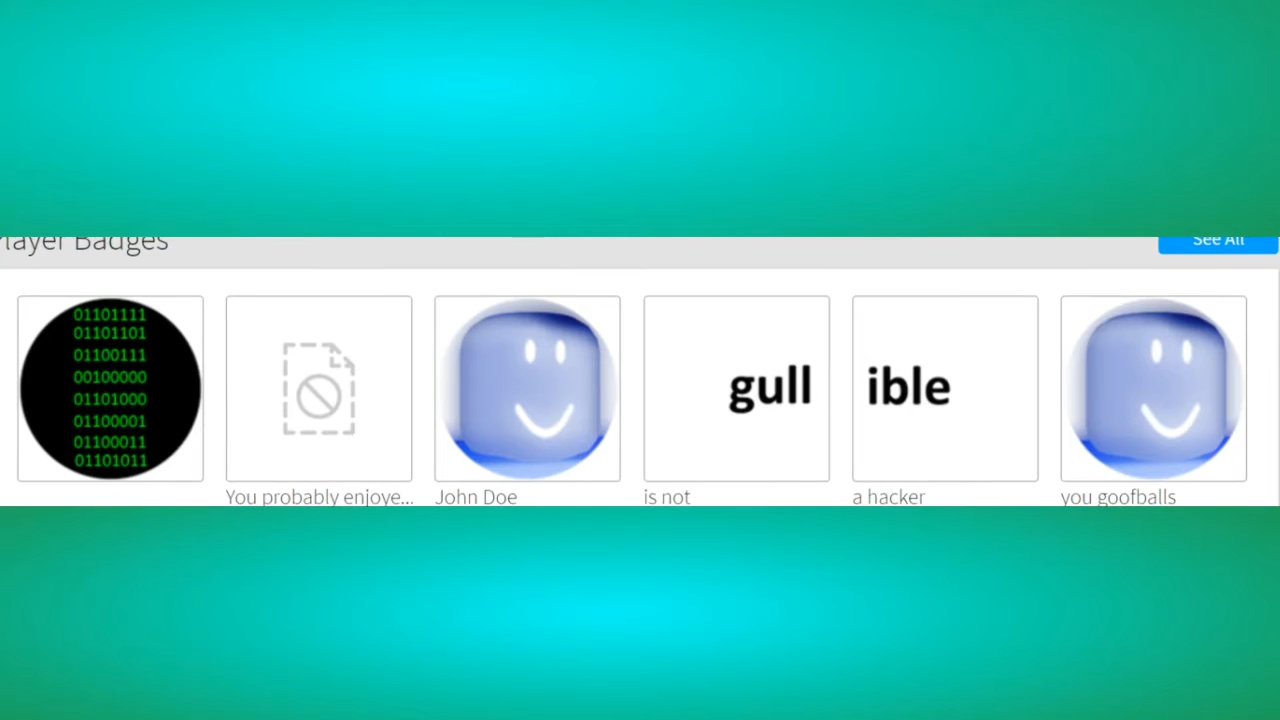 Player Badges
See All
01101111
01101101
01100111
00100000
01101000
01100001
01100011
01101011
gull
ible
You probably enjoye...
John Doe
is not
a hacker
you goofballs